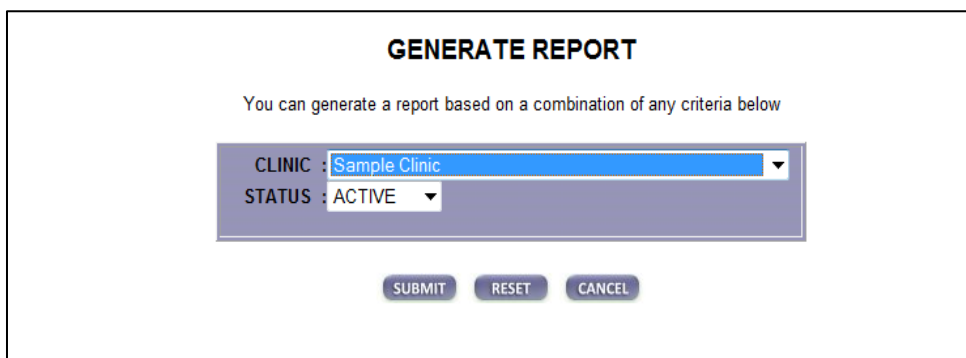 GENERATE REPORT
You can generate a report based on a combination of any criteria below
CLINIC : Sample Clinic
STATUS : ACTIVE
SUBMIT RESET CANCEL